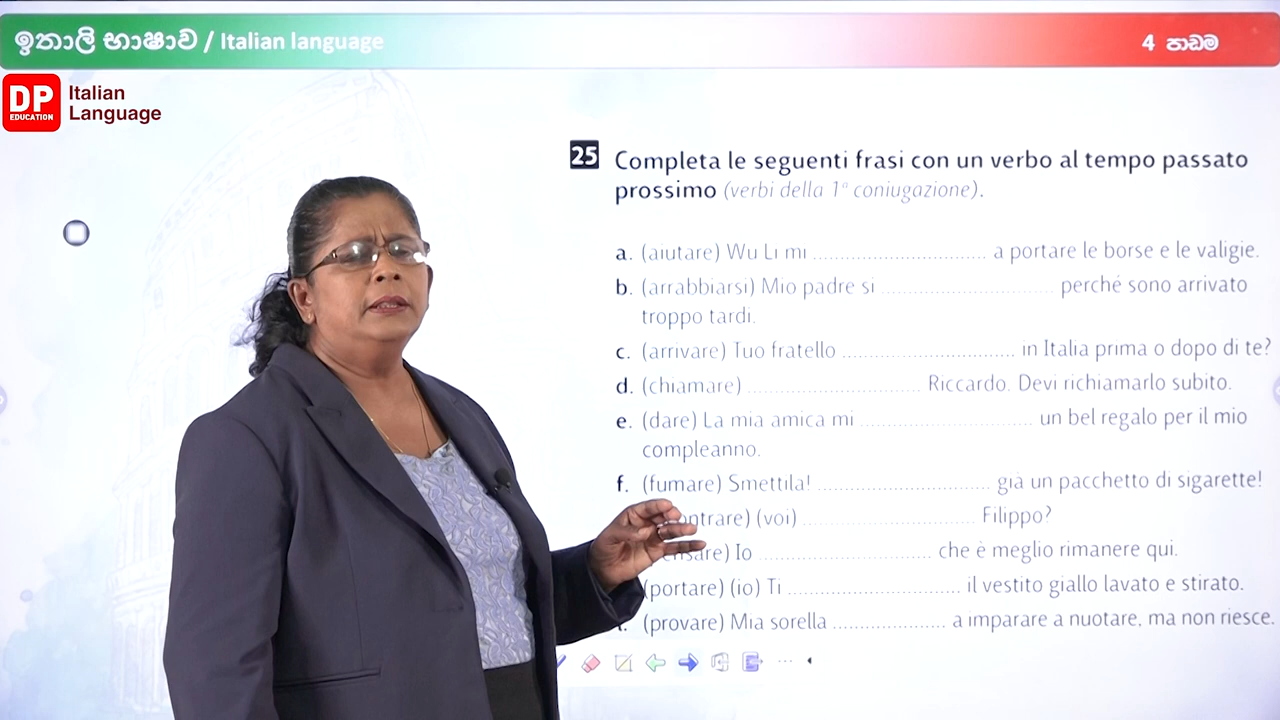 ඉතාලි භාෂාව / Italian language
4 පාඩම
DP
EDUCATION
Italian
Language
25 Completa le seguenti frasi con un verbo al tempo passato
prossimo (verbi della 1ª coniugazione).
a. (aiutare) Wu Li mi .............................. a portare le borse e le valigie.
b. (arrabbiarsi) Mio padre si .............................. perché sono arrivato
troppo tardi.
c. (arrivare) Tuo fratello .............................. in Italia prima o dopo di te?
d. (chiamare) .............................. Riccardo. Devi richiamarlo subito.
e. (dare) La mia amica mi .............................. un bel regalo per il mio
compleanno.
f. (fumare) Smettila! .............................. già un pacchetto di sigarette!
ontrare) (voi) .............................. Filippo?
ensare) Io .............................. che è meglio rimanere qui.
(portare) (io) Ti .............................. il vestito giallo lavato e stirato.
(provare) Mia sorella .................... a imparare a nuotare, ma non riesce.